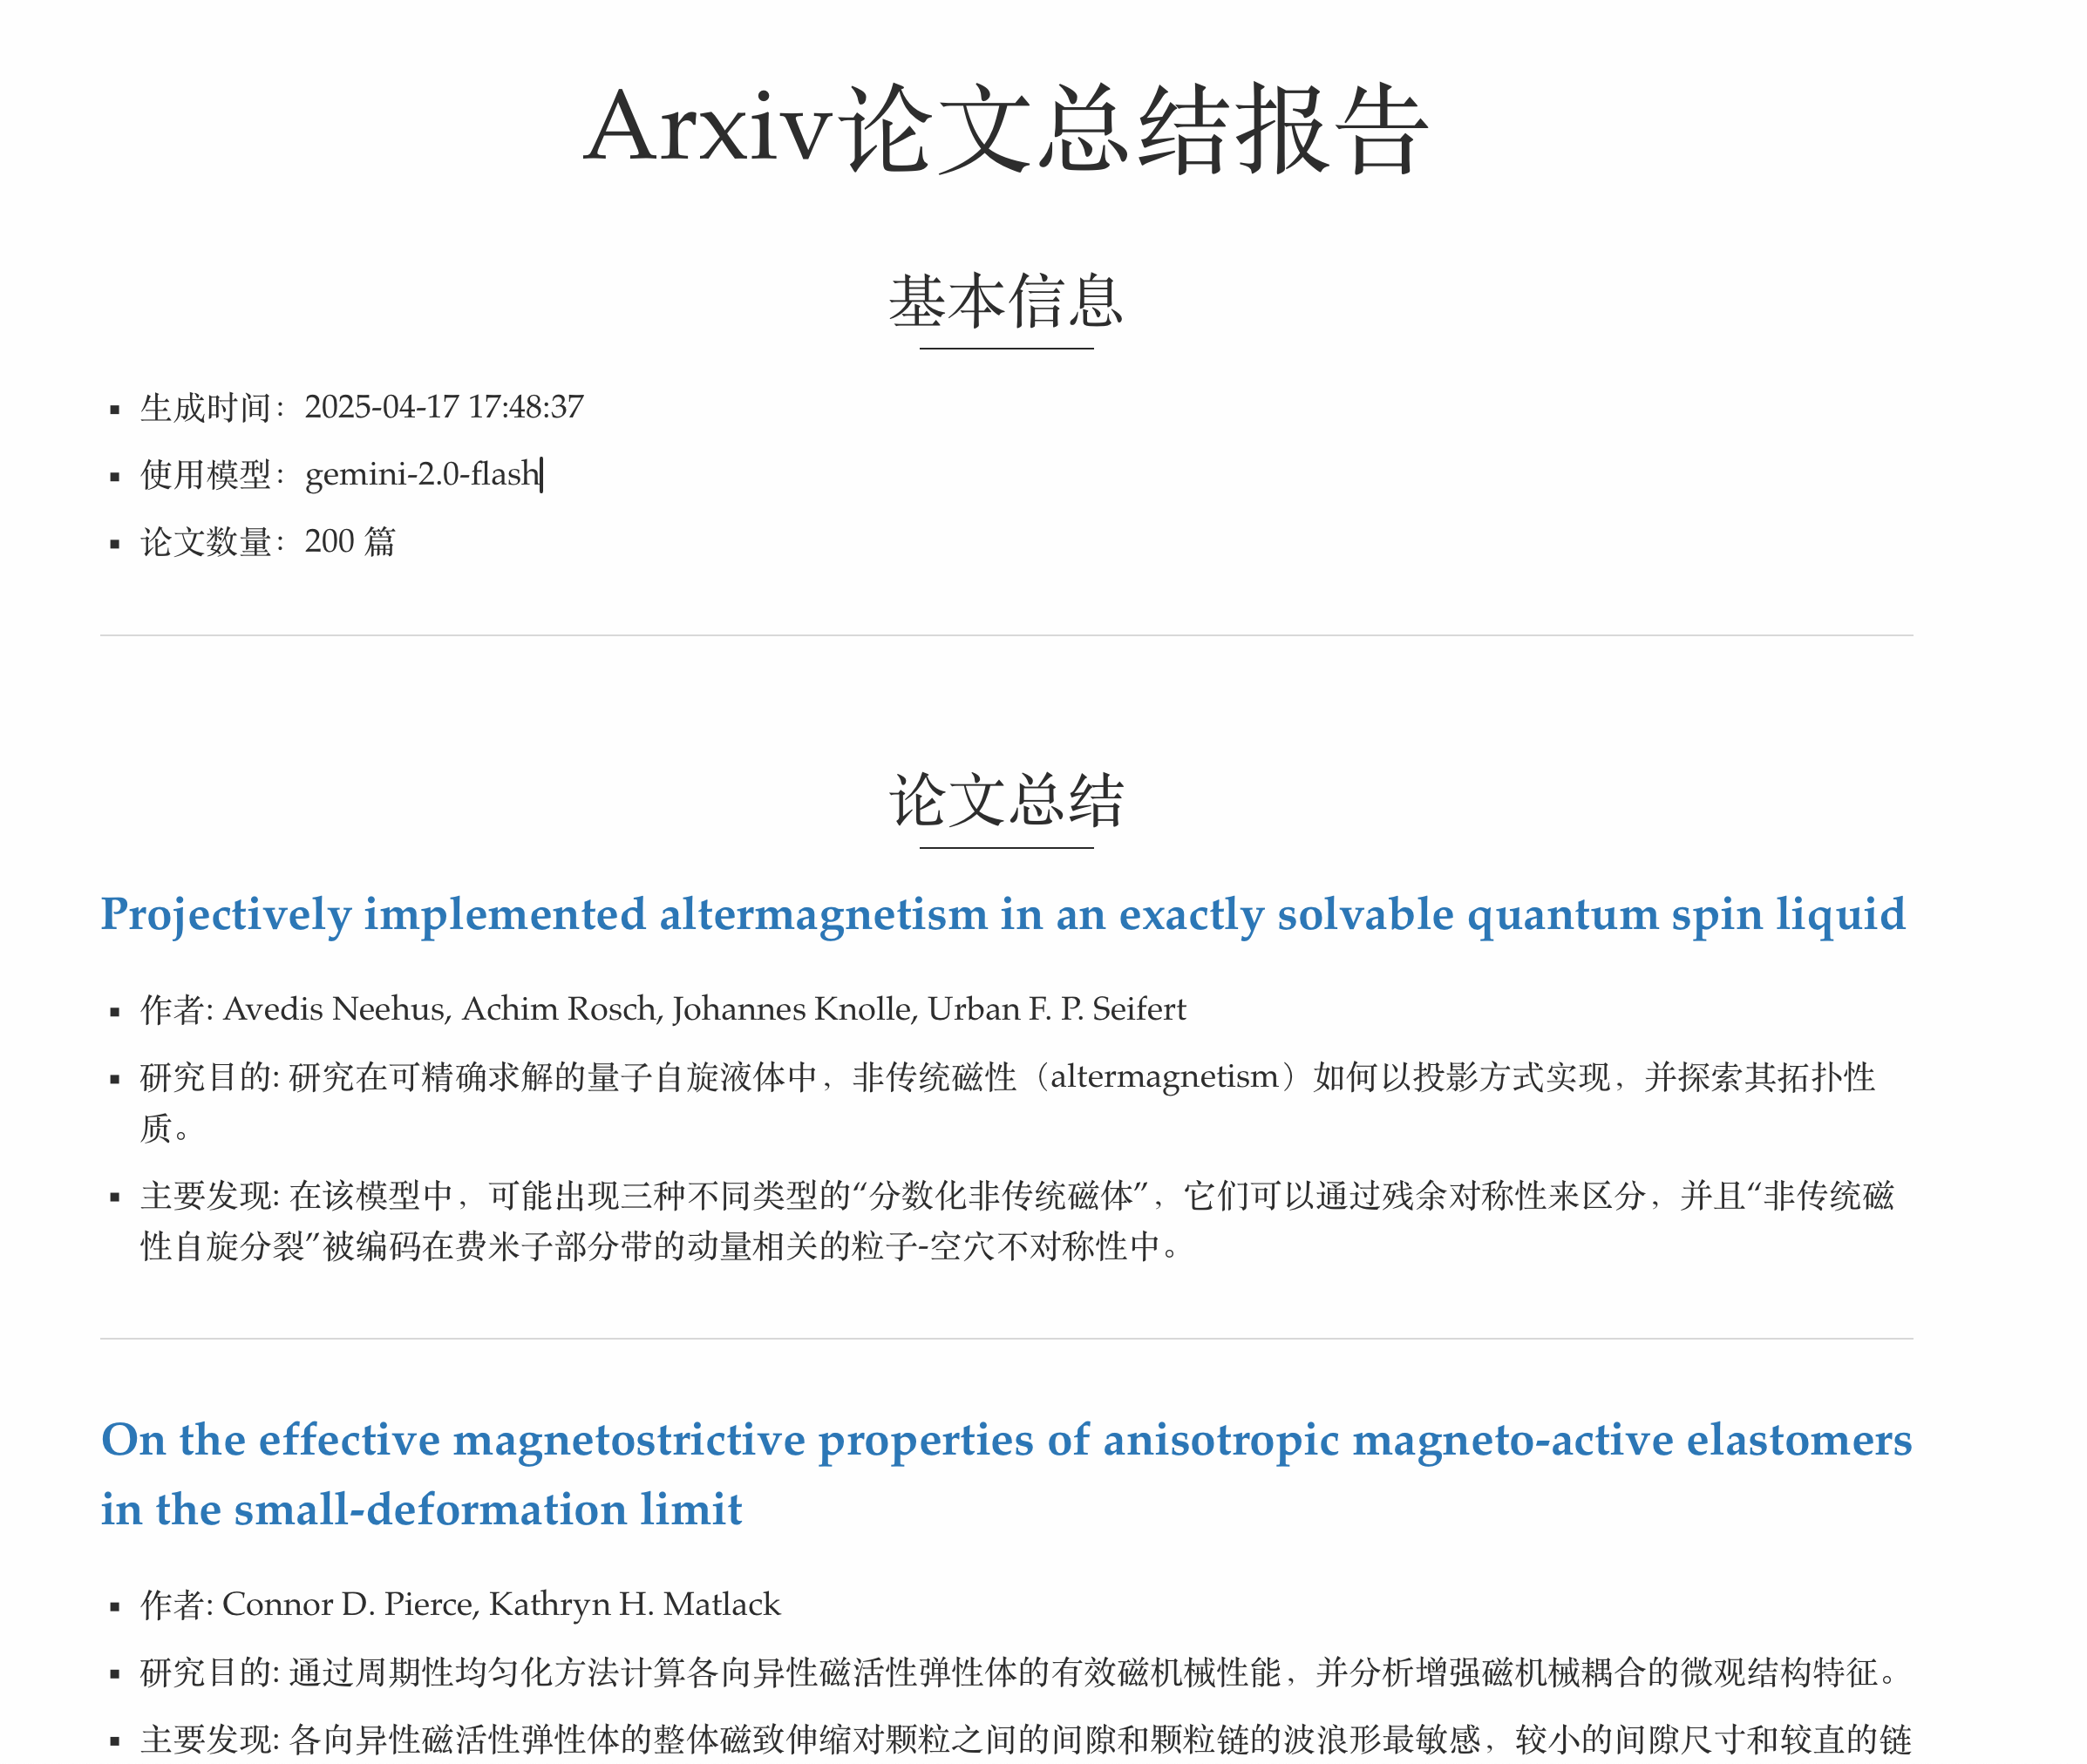 Arxiv论文总结报告
基本信息
生成时间：2025-04-17 17:48:37
使用模型：gemini-2.0-flash
论文数量：200 篇
论文总结
Projectively implemented altermagnetism in an exactly solvable quantum spin liquid
作者: Avedis Neehus, Achim Rosch, Johannes Knolle, Urban F. P. Seifert
研究目的: 研究在可精确求解的量子自旋液体中，非传统磁性（altermagnetism）如何以投影方式实现，并探索其拓扑性
质。
主要发现: 在该模型中，可能出现三种不同类型的“分数化非传统磁体”，它们可以通过残余对称性来区分，并且“非传统磁
性自旋分裂”被编码在费米子部分带的动量相关的粒子-空穴不对称性中。
On the effective magnetostrictive properties of anisotropic magneto-active elastomers
in the small-deformation limit
作者: Connor D. Pierce, Kathryn H. Matlack
研究目的: 通过周期性均匀化方法计算各向异性磁活性弹性体的有效磁机械性能，并分析增强磁机械耦合的微观结构特征。
主要发现: 各向异性磁活性弹性体的整体磁致伸缩对颗粒之间的间隙和颗粒链的波浪形最敏感，较小的间隙尺寸和较直的链